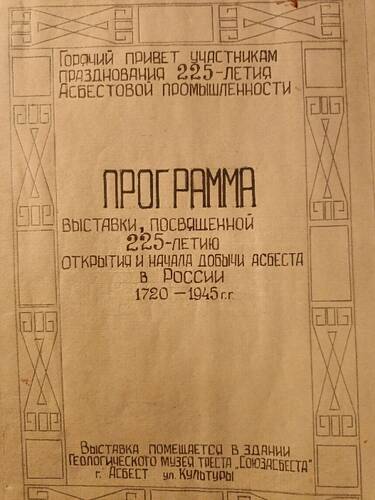 Горячий привет участникам
празднования 225-летия
Асбестовой промышленности
ПРОГРАММА
выставки, посвященной
225-летию
открытия и начала добычи асбеста
в России
1720 – 1945 г.г.
Выставка помещается в здании
Геологического музея треста „Союзасбеста"
г. Асбест ул. Культуры